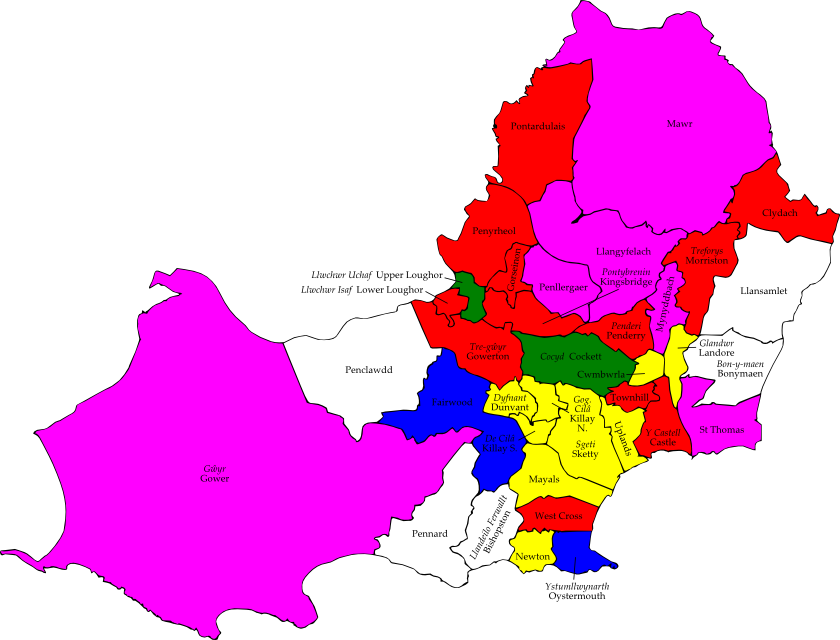 Mawr
Pontardulais
Clydach
Penyrheol
Treforys
Morriston
Llangyfelach
Gorseinon
Llwchwr Uchaf Upper Loughor
Pontybrenin
Kingsbridge
Penllergaer
Llwchwr Isaf Lower Loughor
Llansamlet
Mynyddbach
Penderi
Penderry
Glandwr
Landore
Tre-gŵyr
Gowerton
Cocyd Cockett
Bon-y-maen
Bonymaen
Penclawdd
Cwmbwrla
Fairwood
Dyfnant
Dunvant
Gog.
Cilâ
Killay
N.
Townhill
St Thomas
Y Castell
Castle
Uplands
De Cilâ
Killay S.
Sgeti
Sketty
Gŵyr
Gower
Mayals
West Cross
Llandeilo Ferwallt
Bishopston
Pennard
Newton
Ystumllwynarth
Oystermouth